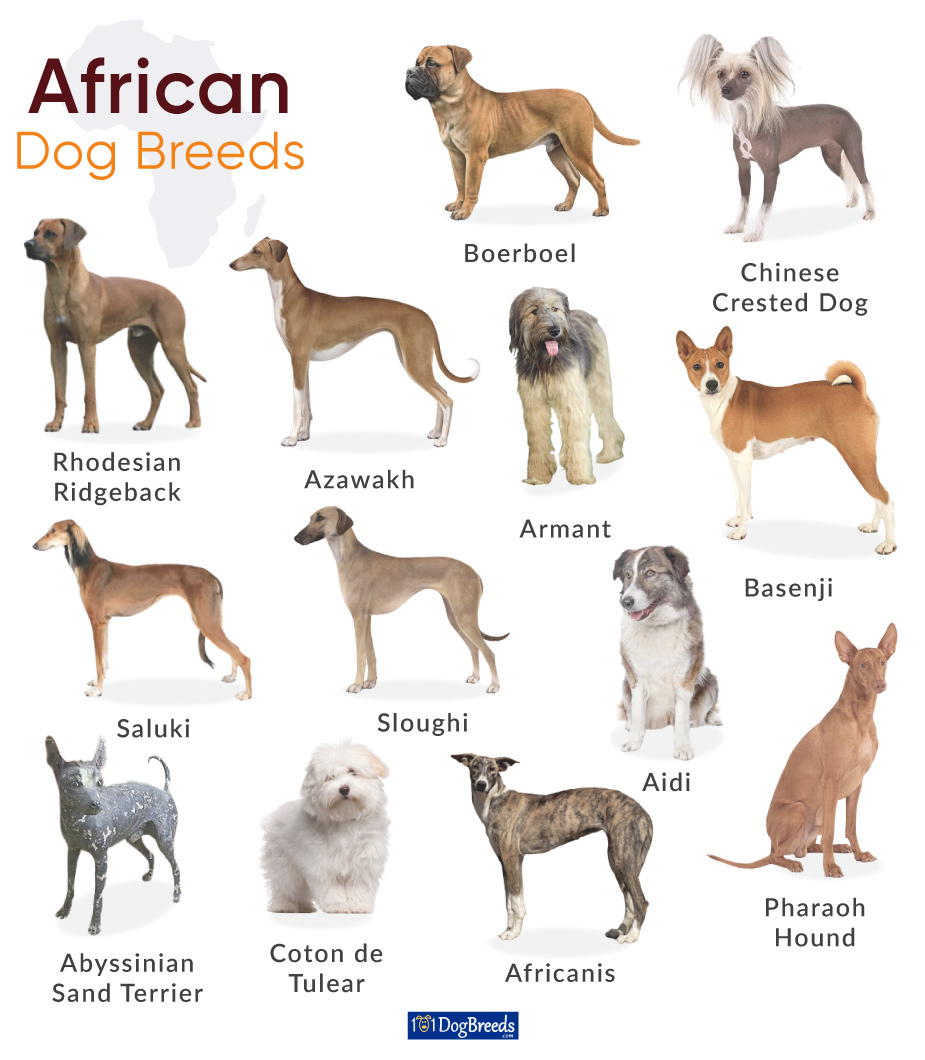 African
Dog Breeds
Boerboel
Chinese
Crested Dog
Rhodesian
Ridgeback
Azawakh
Armant
Basenji
Saluki
Sloughi
Aidi
Pharaoh
Hound
Abyssinian
Sand Terrier
Coton de
Tulear
Africanis
101DogBreeds
.com